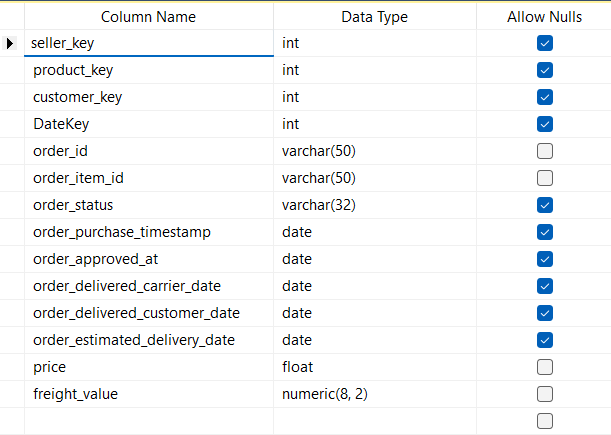 Column Name Data Type Allow Nulls
seller_key int
product_key int
customer_key int
DateKey int
order_id varchar(50)
order_item_id varchar(50)
order_status varchar(32)
order_purchase_timestamp date
order_approved_at date
order_delivered_carrier_date date
order_delivered_customer_date date
order_estimated_delivery_date date
price float
freight_value numeric(8, 2)